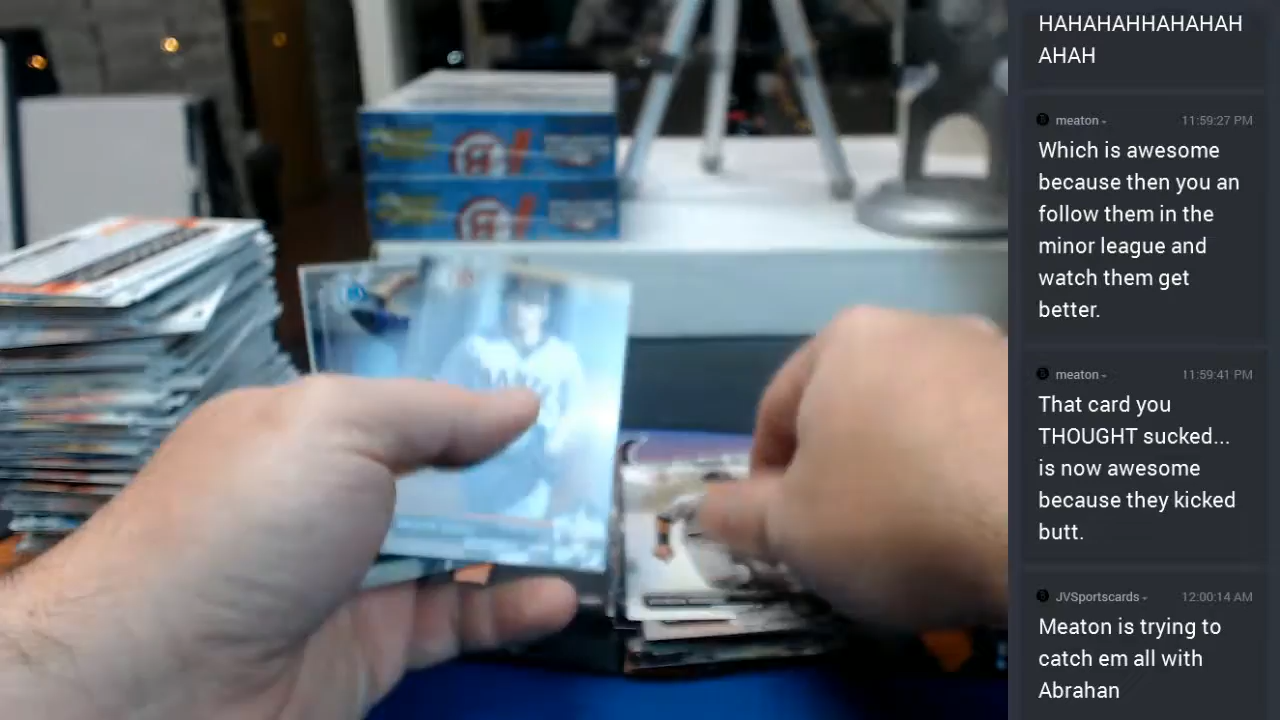 HAHAHAHHAHAHAH
AHAH
meaton
11:59:27 PM
Which is awesome
because then you an
follow them in the
minor league and
watch them get
better.
meaton
11:59:41 PM
That card you
THOUGHT sucked...
is now awesome
because they kicked
butt.
JVSportscards
12:00:14 AM
Meaton is trying to
catch em all with
Abrahan